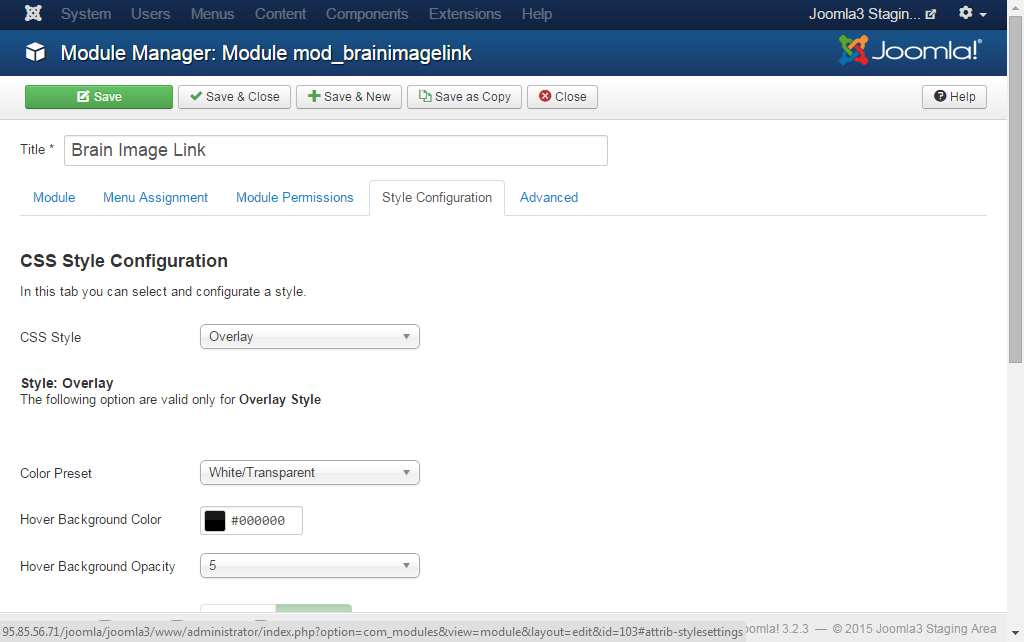 System Users Menus Content Components Extensions Help Joomla3 Stagin...
Module Manager: Module mod_brainimagelink Joomla!®
Save Save & Close Save & New Save as Copy Close Help
Title * Brain Image Link
Module Menu Assignment Module Permissions Style Configuration Advanced
CSS Style Configuration
In this tab you can select and configurate a style.
CSS Style Overlay
Style: Overlay
The following option are valid only for Overlay Style
Color Preset White/Transparent
Hover Background Color #000000
Hover Background Opacity 5
95.85.56.71/joomla/joomla3/www/administrator/index.php?option=com_modules&view=module&layout=edit&id=103#attrib-stylesettings oomla! 3.2.3 — © 2015 Joomla3 Staging Area